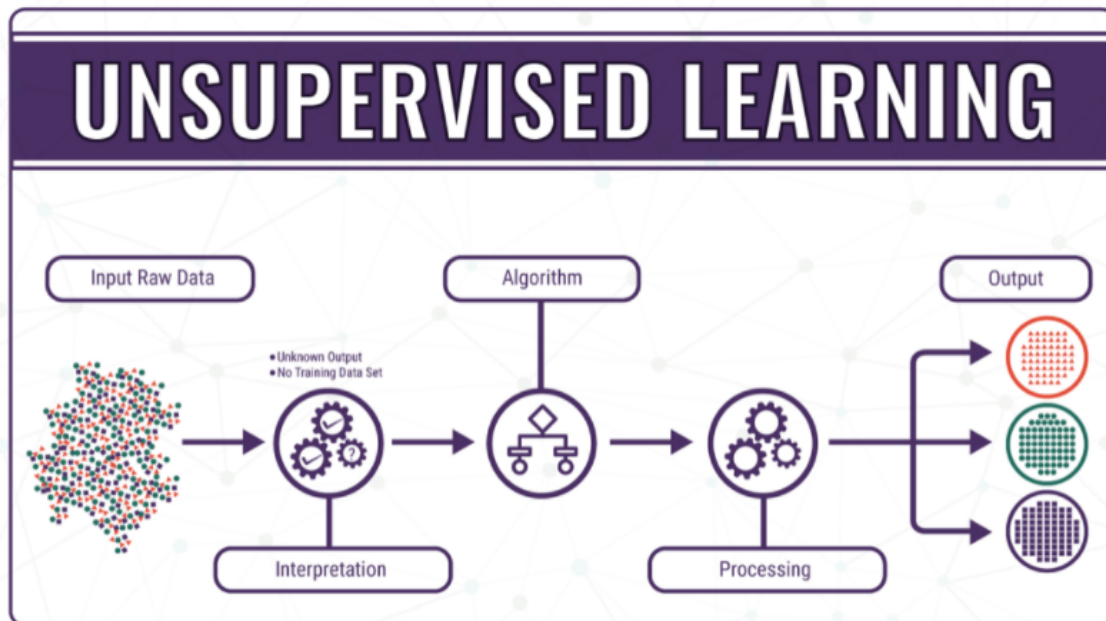 UNSUPERVISED LEARNING
Input Raw Data
Algorithm
Output
• Unknown Output
• No Training Data Set
?
Interpretation
Processing